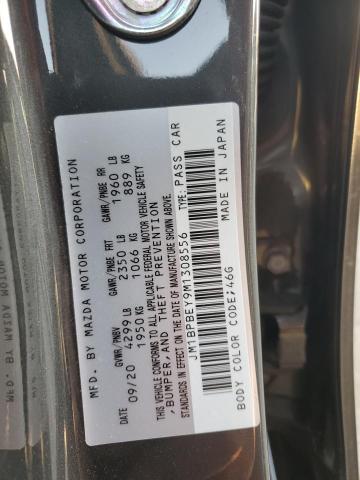 MFD. BY MAZDA MOTOR CORPORATION
DATE GVWR/PNBV GAWR/PNBE FRT GAWR/PNBE RR
09/20 4299 LB 2350 LB 1960 LB
1950 KG 1066 KG 889 KG
THIS VEHICLE CONFORMS TO ALL APPLICABLE FEDERAL MOTOR VEHICLE SAFETY
,BUMPER, AND THEFT PREVENTION
STANDARDS IN EFFECT ON THE DATE OF MANUFACTURE SHOWN ABOVE.
JM1BPBEY9M1308556 TYPE: PASS CAR
BODY COLOR CODE/46G MADE IN JAPAN